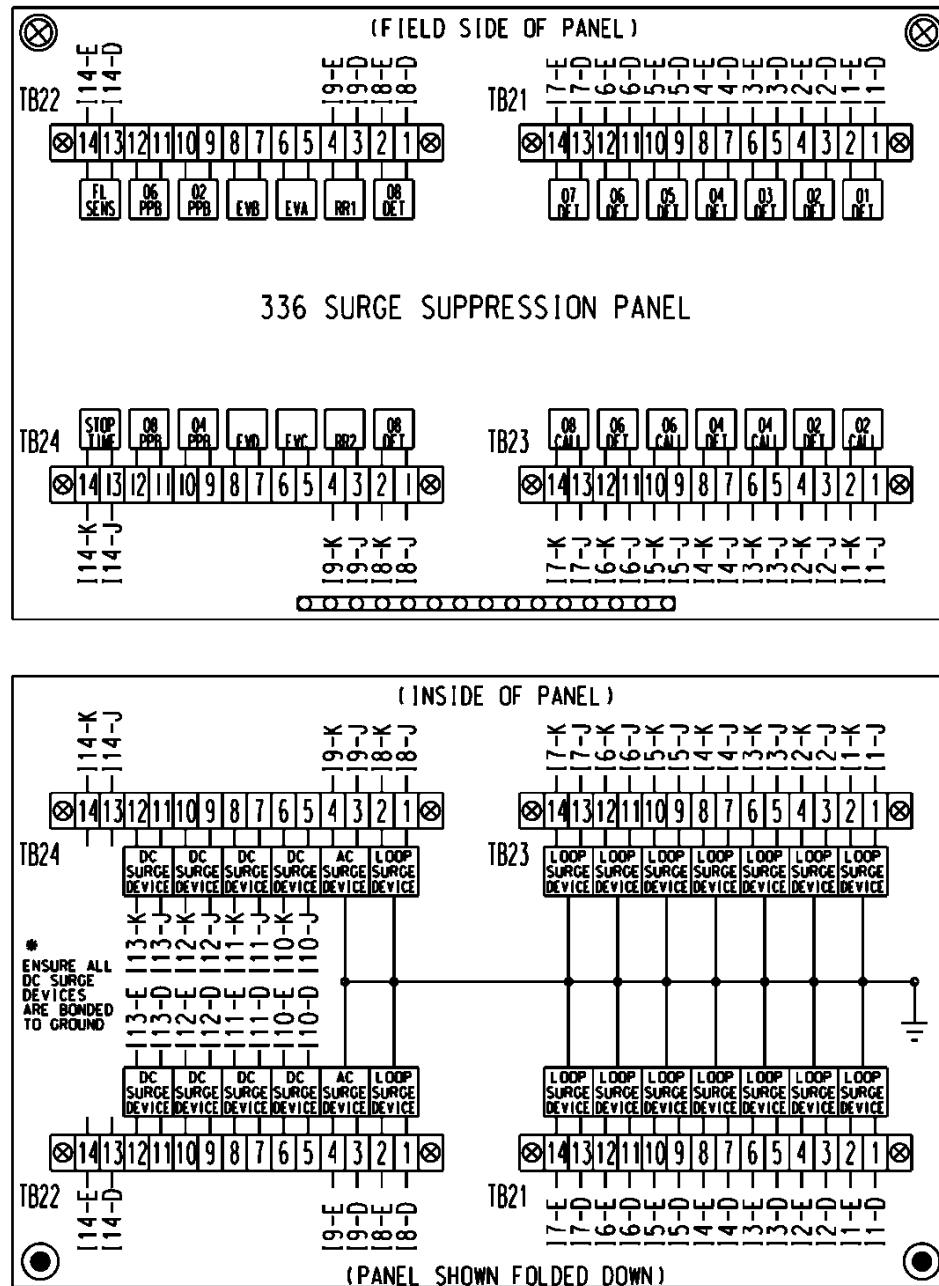 (FIELD SIDE OF PANEL)
I14-E I14-D I9-E I9-D I8-E I8-D
TB22
14 13 12 11 10 9 8 7 6 5 4 3 2 1
FL SENS
06 PPB
02 PPB
EVB
EVA
RR1
08 DET
I7-E I7-D I6-E I6-D I5-E I5-D I4-E I4-D I3-E I3-D I2-E I2-D I1-E I1-D
TB21
14 13 12 11 10 9 8 7 6 5 4 3 2 1
07 DET
06 DET
05 DET
04 DET
03 DET
02 DET
01 DET
336 SURGE SUPPRESSION PANEL
STOP TIME
08 PPB
04 PPB
EVD
EVC
RR2
08 DET
TB24
14 13 12 11 10 9 8 7 6 5 4 3 2 1
I14-K I14-J I9-K I9-J I8-K I8-J
08 CALL
06 DET
06 CALL
04 DET
04 CALL
02 DET
02 CALL
TB23
14 13 12 11 10 9 8 7 6 5 4 3 2 1
I7-K I7-J I6-K I6-J I5-K I5-J I4-K I4-J I3-K I3-J I2-K I2-J I1-K I1-J
(INSIDE OF PANEL)
I14-K I14-J I9-K I9-J I8-K I8-J
14 13 12 11 10 9 8 7 6 5 4 3 2 1
TB24
DC SURGE DEVICE
DC SURGE DEVICE
DC SURGE DEVICE
DC SURGE DEVICE
AC SURGE DEVICE
LOOP SURGE DEVICE
I7-K I7-J I6-K I6-J I5-K I5-J I4-K I4-J I3-K I3-J I2-K I2-J I1-K I1-J
14 13 12 11 10 9 8 7 6 5 4 3 2 1
TB23
LOOP SURGE DEVICE
LOOP SURGE DEVICE
LOOP SURGE DEVICE
LOOP SURGE DEVICE
LOOP SURGE DEVICE
LOOP SURGE DEVICE
LOOP SURGE DEVICE
I13-K I13-J I12-K I12-J I11-K I11-J I10-K I10-J
*
ENSURE ALL
DC SURGE
DEVICES
ARE BONDED
TO GROUND
I13-E I13-D I12-E I12-D I11-E I11-D I10-E I10-D
DC SURGE DEVICE
DC SURGE DEVICE
DC SURGE DEVICE
DC SURGE DEVICE
AC SURGE DEVICE
LOOP SURGE DEVICE
14 13 12 11 10 9 8 7 6 5 4 3 2 1
TB22
I14-E I14-D I9-E I9-D I8-E I8-D
LOOP SURGE DEVICE
LOOP SURGE DEVICE
LOOP SURGE DEVICE
LOOP SURGE DEVICE
LOOP SURGE DEVICE
LOOP SURGE DEVICE
LOOP SURGE DEVICE
14 13 12 11 10 9 8 7 6 5 4 3 2 1
TB21
I7-E I7-D I6-E I6-D I5-E I5-D I4-E I4-D I3-E I3-D I2-E I2-D I1-E I1-D
(PANEL SHOWN FOLDED DOWN)